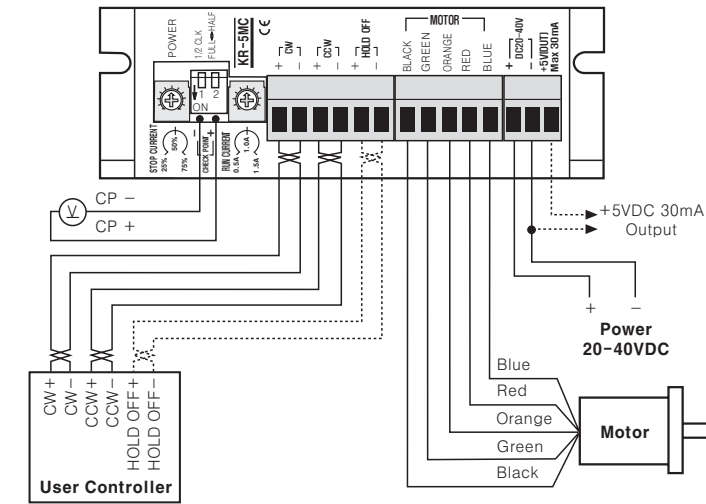 POWER
1/2 CLK
FULL↔HALF
KR-5MC
CE
+ CW −
+ CCW −
+ HOLD OFF −
MOTOR
BLACK
GREEN
ORANGE
RED
BLUE
+ DC20-40V −
+5V(OUT)
Max 30mA
1 2
ON
STOP CURRENT
25%
50%
75%
− CHECK POINT +
RUN CURRENT
0.5A
1.0A
1.5A
CP −
V
CP +
+5VDC 30mA
Output
+ −
Power
20-40VDC
Blue
Red
Orange
Green
Black
Motor
CW+
CW−
CCW+
CCW−
HOLD OFF+
HOLD OFF−
User Controller